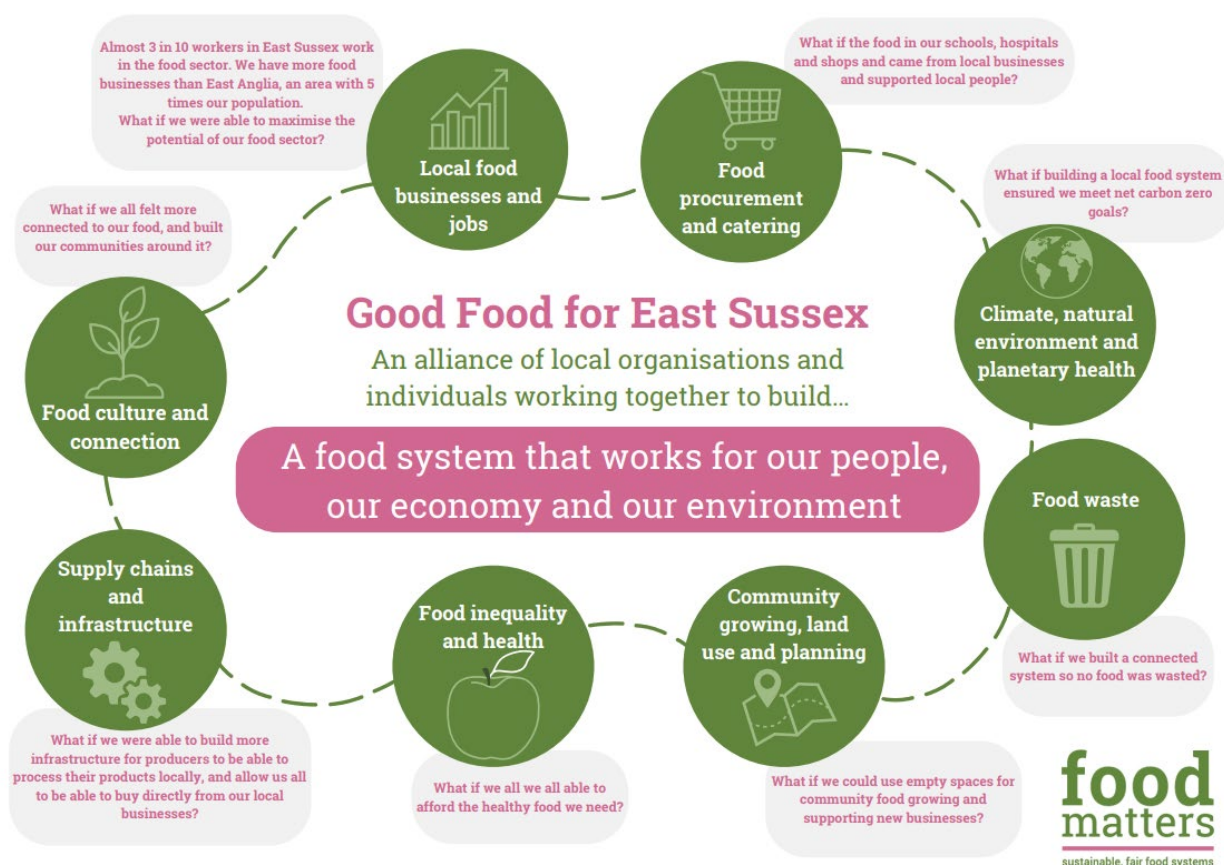 Almost 3 in 10 workers in East Sussex work
in the food sector. We have more food
businesses than East Anglia, an area with 5
times our population.
What if we were able to maximise the
potential of our food sector?
Local food
businesses and
jobs
Food
procurement
and catering
What if the food in our schools, hospitals
and shops and came from local businesses
and supported local people?
What if building a local food system
ensured we meet net carbon zero
goals?
Climate, natural
environment and
planetary health
What if we all felt more
connected to our food, and built
our communities around it?
Food culture and
connection
Good Food for East Sussex
An alliance of local organisations and
individuals working together to build...
A food system that works for our people,
our economy and our environment
Food waste
What if we built a connected
system so no food was wasted?
Supply chains
and
infrastructure
What if we were able to build more
infrastructure for producers to be able to
process their products locally, and allow us all
to be able to buy directly from our local
businesses?
Food inequality
and health
What if we all we all able to
afford the healthy food we need?
Community
growing, land
use and planning
What if we could use empty spaces for
community food growing and
supporting new businesses?
food
matters
sustainable, fair food systems